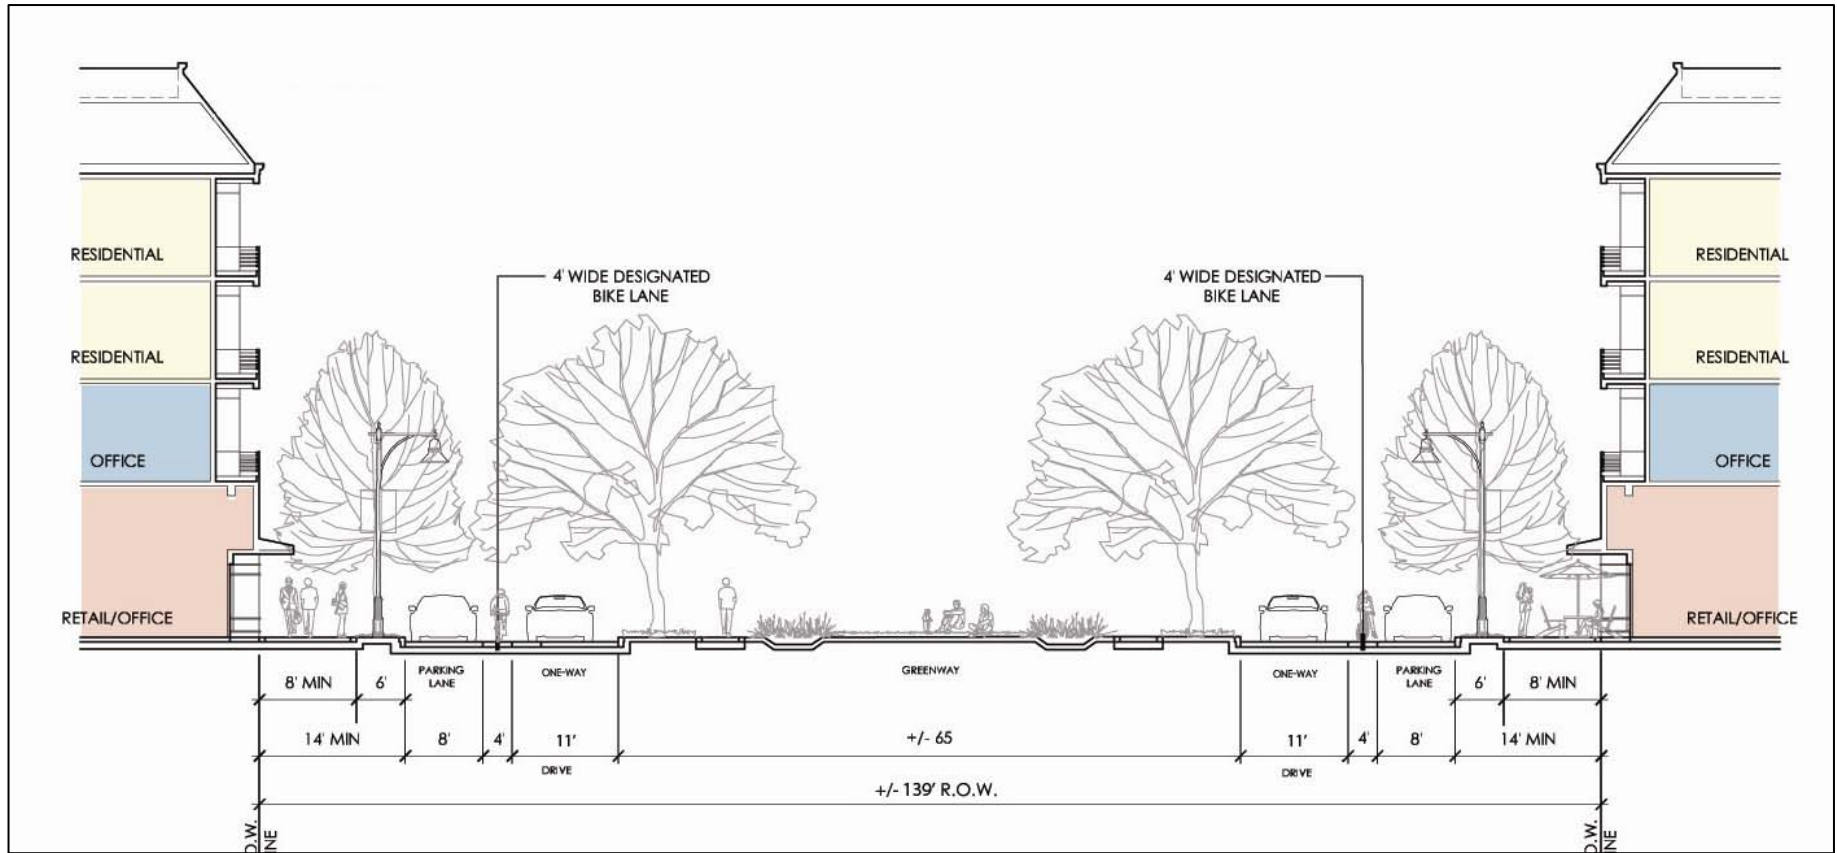 RESIDENTIAL
RESIDENTIAL
4' WIDE DESIGNATED
BIKE LANE
4' WIDE DESIGNATED
BIKE LANE
RESIDENTIAL
RESIDENTIAL
OFFICE
OFFICE
RETAIL/OFFICE
RETAIL/OFFICE
8' MIN
6'
PARKING
LANE
ONE-WAY
GREENWAY
ONE-WAY
PARKING
LANE
6'
8' MIN
14' MIN
8'
4'
11'
DRIVE
+/- 65
11'
DRIVE
4'
8'
14' MIN
+/- 139' R.O.W.
O.W.
INE
O.W.
INE